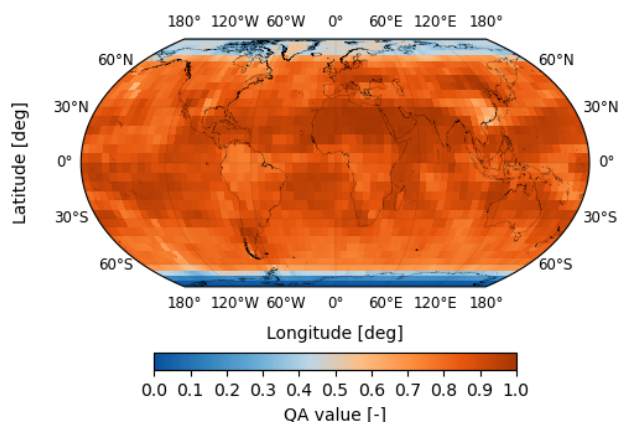 180° 120°W 60°W 0° 60°E 120°E 180°
60°N 60°N
30°N 30°N
0° 0°
30°S 30°S
60°S 60°S
180° 120°W 60°W 0° 60°E 120°E 180°
Latitude [deg]
Longitude [deg]
0.0 0.1 0.2 0.3 0.4 0.5 0.6 0.7 0.8 0.9 1.0
QA value [-]